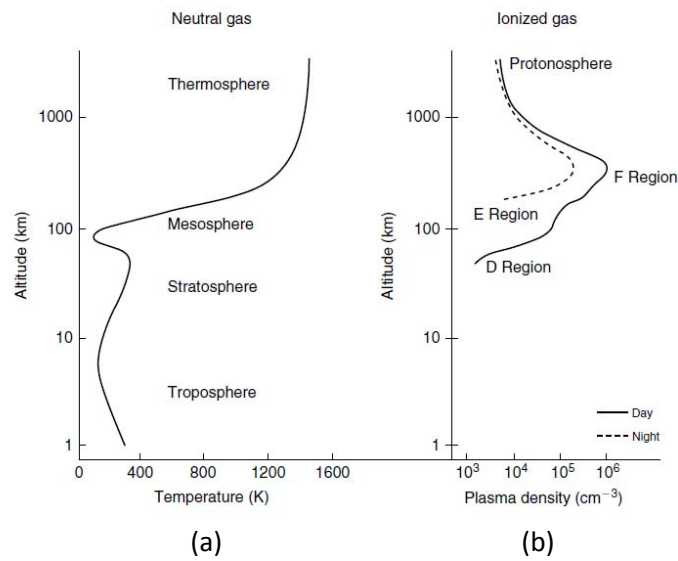 Neutral gas
Thermosphere
1000
Mesosphere
100
Stratosphere
10
Troposphere
1
Altitude (km)
0 400 800 1200 1600
Temperature (K)
(a)
Ionized gas
Protonosphere
1000
F Region
E Region
100
D Region
10
Day
Night
1
Altitude (km)
10³ 10⁴ 10⁵ 10⁶
Plasma density (cm⁻³)
(b)